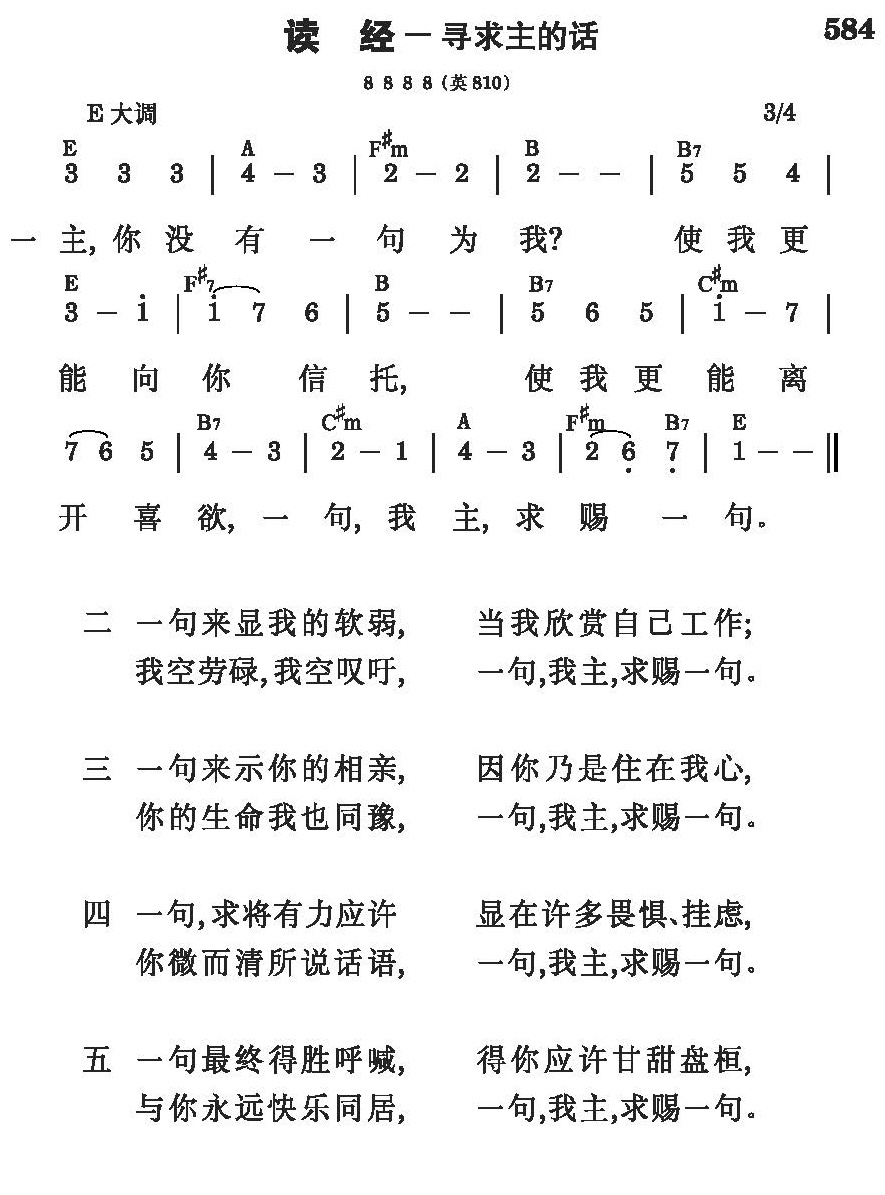 读 经 — 寻求主的话 584
8 8 8 8 (英 810)
E 大调 3/4
E A F♯m B B7
3 3 3 | 4 – 3 | 2 – 2 | 2 – – | 5 5 4 |
一 主, 你 没 有 一 句 为 我? 使 我 更
E F♯7 B B7 C♯m
3 – i | i 7 6 | 5 – – | 5 6 5 | i – 7 |
能 向 你 信 托, 使 我 更 能 离
B7 C♯m A F♯m B7 E
7 6 5 | 4 – 3 | 2 – 1 | 4 – 3 | 2 6̣ 7̣ | 1 – – ‖
开 喜 欲, 一 句, 我 主, 求 赐 一 句。
二 一句来显我的软弱, 当我欣赏自己工作;
我空劳碌,我空叹吁, 一句,我主,求赐一句。
三 一句来示你的相亲, 因你乃是住在我心,
你的生命我也同豫, 一句,我主,求赐一句。
四 一句,求将有力应许 显在许多畏惧、挂虑,
你微而清所说话语, 一句,我主,求赐一句。
五 一句最终得胜呼喊, 得你应许甘甜盘桓,
与你永远快乐同居, 一句,我主,求赐一句。